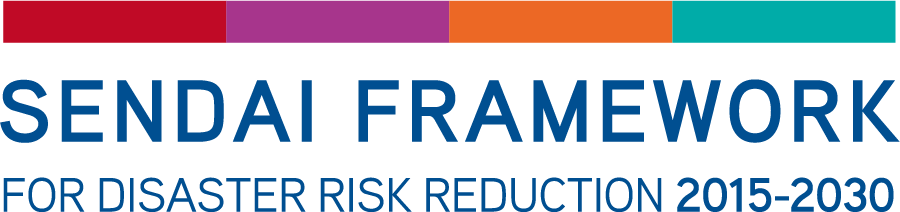 SENDAI FRAMEWORK
FOR DISASTER RISK REDUCTION 2015-2030